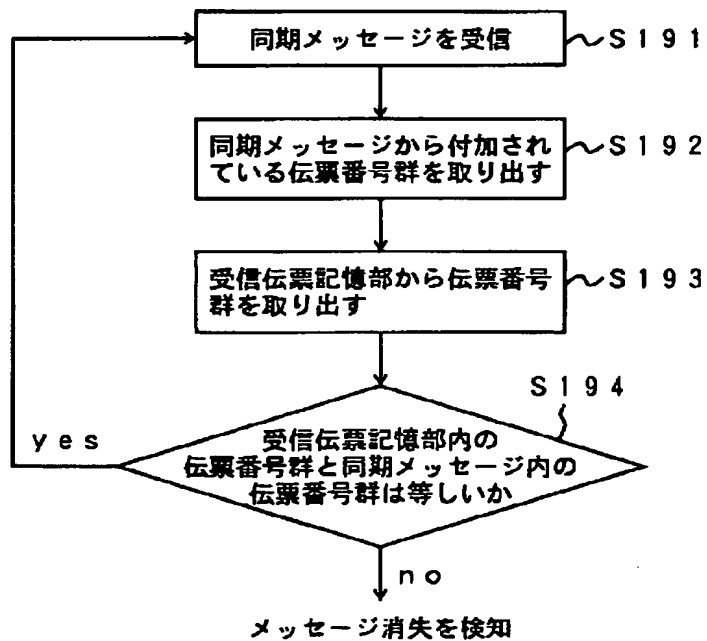 同期メッセージを受信 S191
同期メッセージから付加され S192
ている伝票番号群を取り出す
受信伝票記憶部から伝票番号 S193
群を取り出す
S194
yes
受信伝票記憶部内の
伝票番号群と同期メッセージ内の
伝票番号群は等しいか
no
メッセージ消失を検知